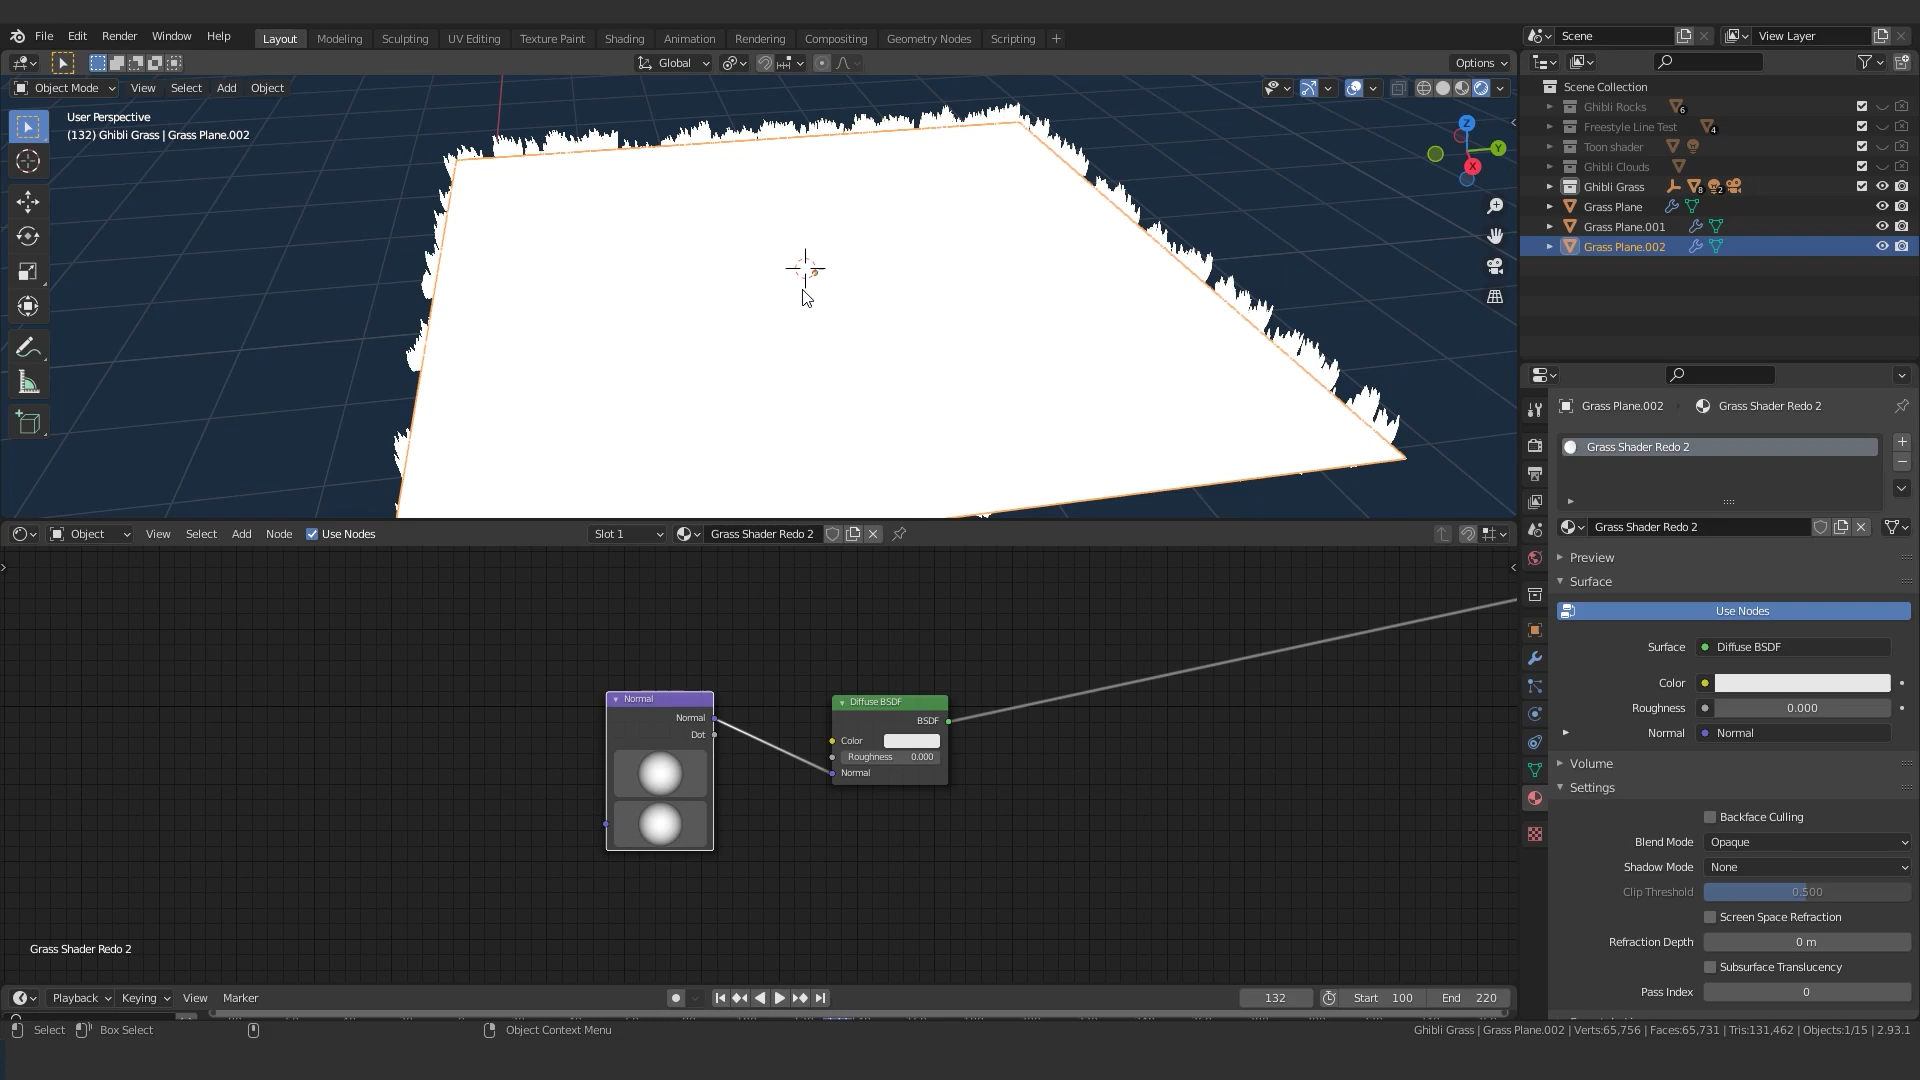 File Edit Render Window Help Layout Modeling Sculpting UV Editing Texture Paint Shading Animation Rendering Compositing Geometry Nodes Scripting + Scene View Layer
Global Options
Object Mode View Select Add Object
User Perspective
(132) Ghibli Grass | Grass Plane.002
Z
Y
X
Scene Collection
Ghibli Rocks 6
Freestyle Line Test 4
Toon shader
Ghibli Clouds
Ghibli Grass 8 2
Grass Plane
Grass Plane.001
Grass Plane.002
Grass Plane.002 Grass Shader Redo 2
Grass Shader Redo 2
Grass Shader Redo 2
Preview
Surface
Use Nodes
Surface Diffuse BSDF
Color
Roughness 0.000
Normal Normal
Volume
Settings
Backface Culling
Blend Mode Opaque
Shadow Mode None
Clip Threshold 0.500
Screen Space Refraction
Refraction Depth 0 m
Subsurface Translucency
Pass Index 0
Object View Select Add Node Use Nodes Slot 1 Grass Shader Redo 2
Normal
Normal
Dot
Diffuse BSDF
BSDF
Color
Roughness 0.000
Normal
Grass Shader Redo 2
Playback Keying View Marker 132 Start 100 End 220
Select Box Select Object Context Menu Ghibli Grass | Grass Plane.002 | Verts:65,756 | Faces:65,731 | Tris:131,462 | Objects:1/15 | 2.93.1